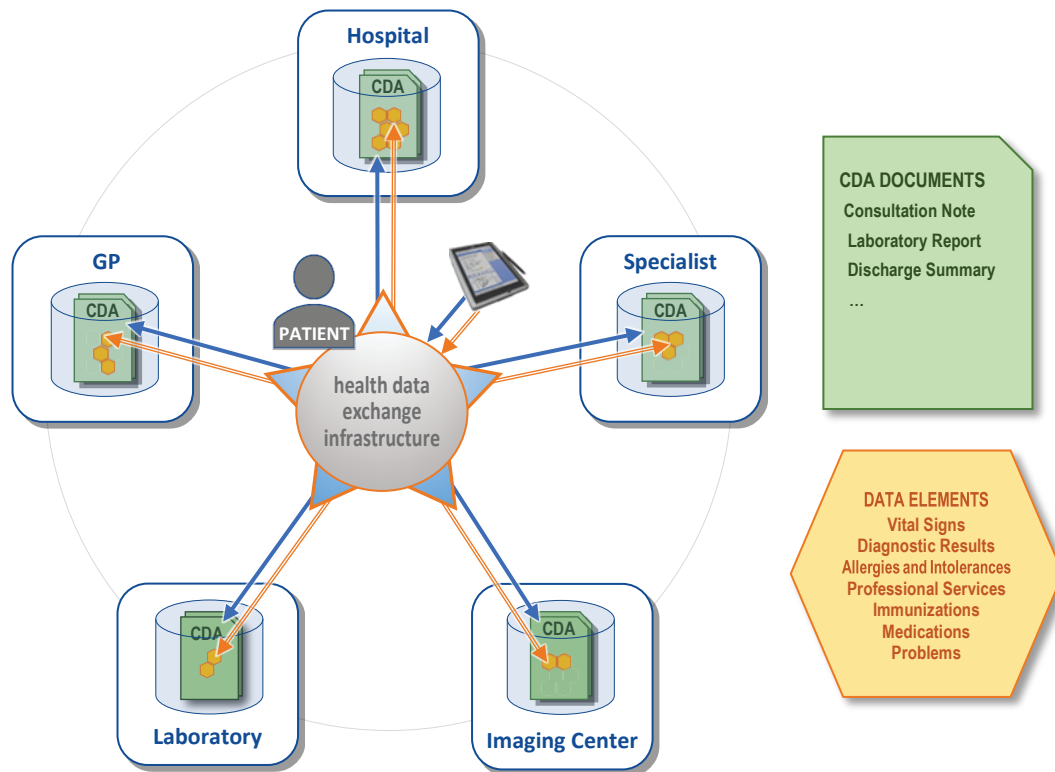 Hospital
CDA
GP
CDA
PATIENT
Specialist
CDA
health data
exchange
infrastructure
CDA
Laboratory
CDA
Imaging Center
CDA DOCUMENTS
Consultation Note
Laboratory Report
Discharge Summary
...
DATA ELEMENTS
Vital Signs
Diagnostic Results
Allergies and Intolerances
Professional Services
Immunizations
Medications
Problems